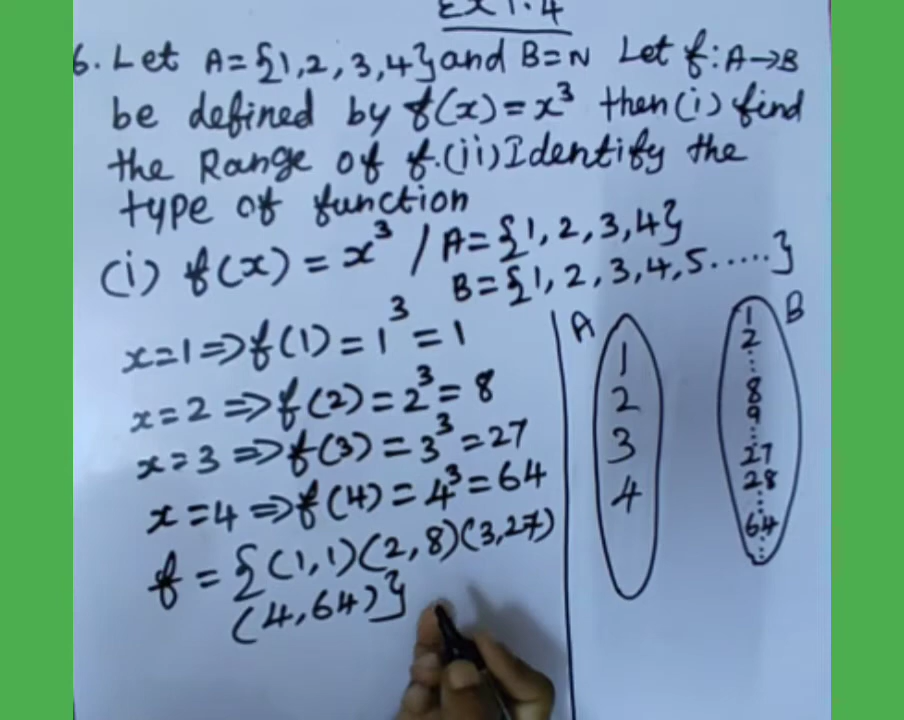 Ex 1.4
6. Let A={1,2,3,4} and B=N Let f:A→B
be defined by f(x)=x³ then (i) find
the Range of f.(ii) Identify the
type of function
(i) f(x) = x³ / A={1,2,3,4}
B={1,2,3,4,5.....}
x=1⇒f(1)=1³=1
x=2⇒f(2)=2³=8
x=3⇒f(3)=3³=27
x=4⇒f(4)=4³=64
f={(1,1)(2,8)(3,27)
(4,64)}
A
1
2
3
4
B
1
2
⋮
8
9
⋮
27
28
⋮
64
⋮